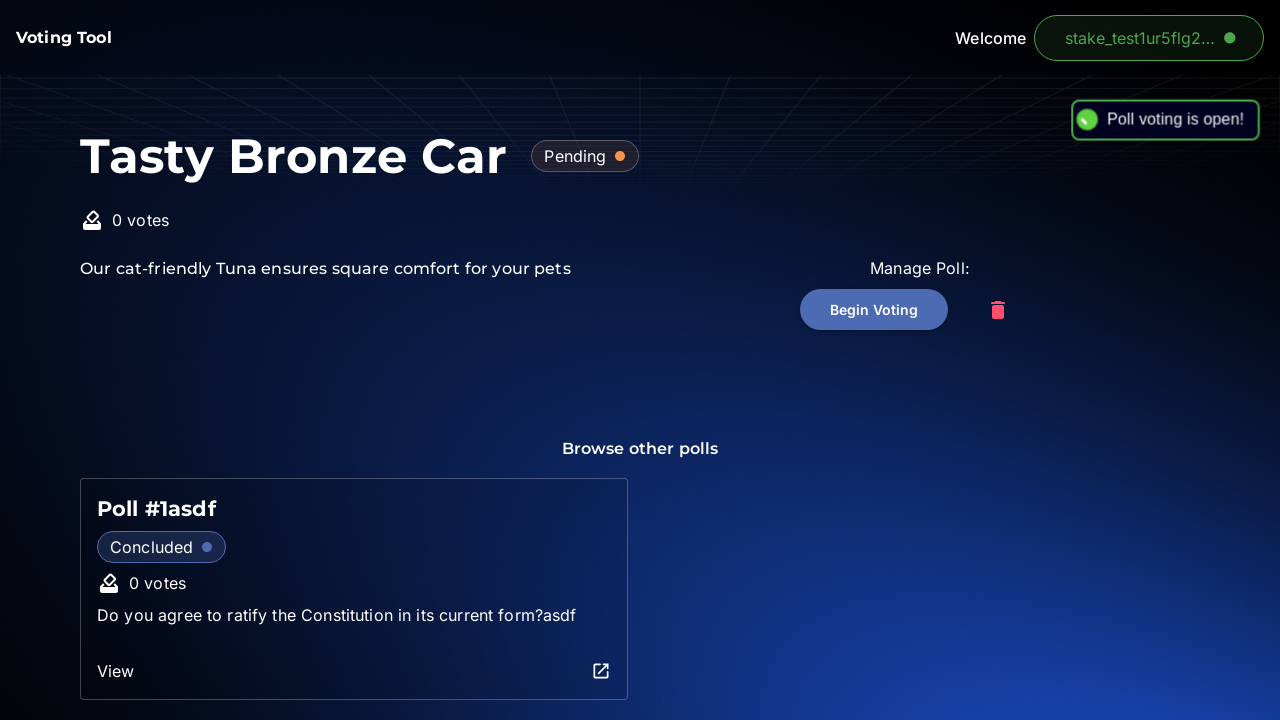 Voting Tool
Welcome
stake_test1ur5flg2...
Poll voting is open!
Tasty Bronze Car
Pending
0 votes
Our cat-friendly Tuna ensures square comfort for your pets
Manage Poll:
Begin Voting
Browse other polls
Poll #1asdf
Concluded
0 votes
Do you agree to ratify the Constitution in its current form?asdf
View